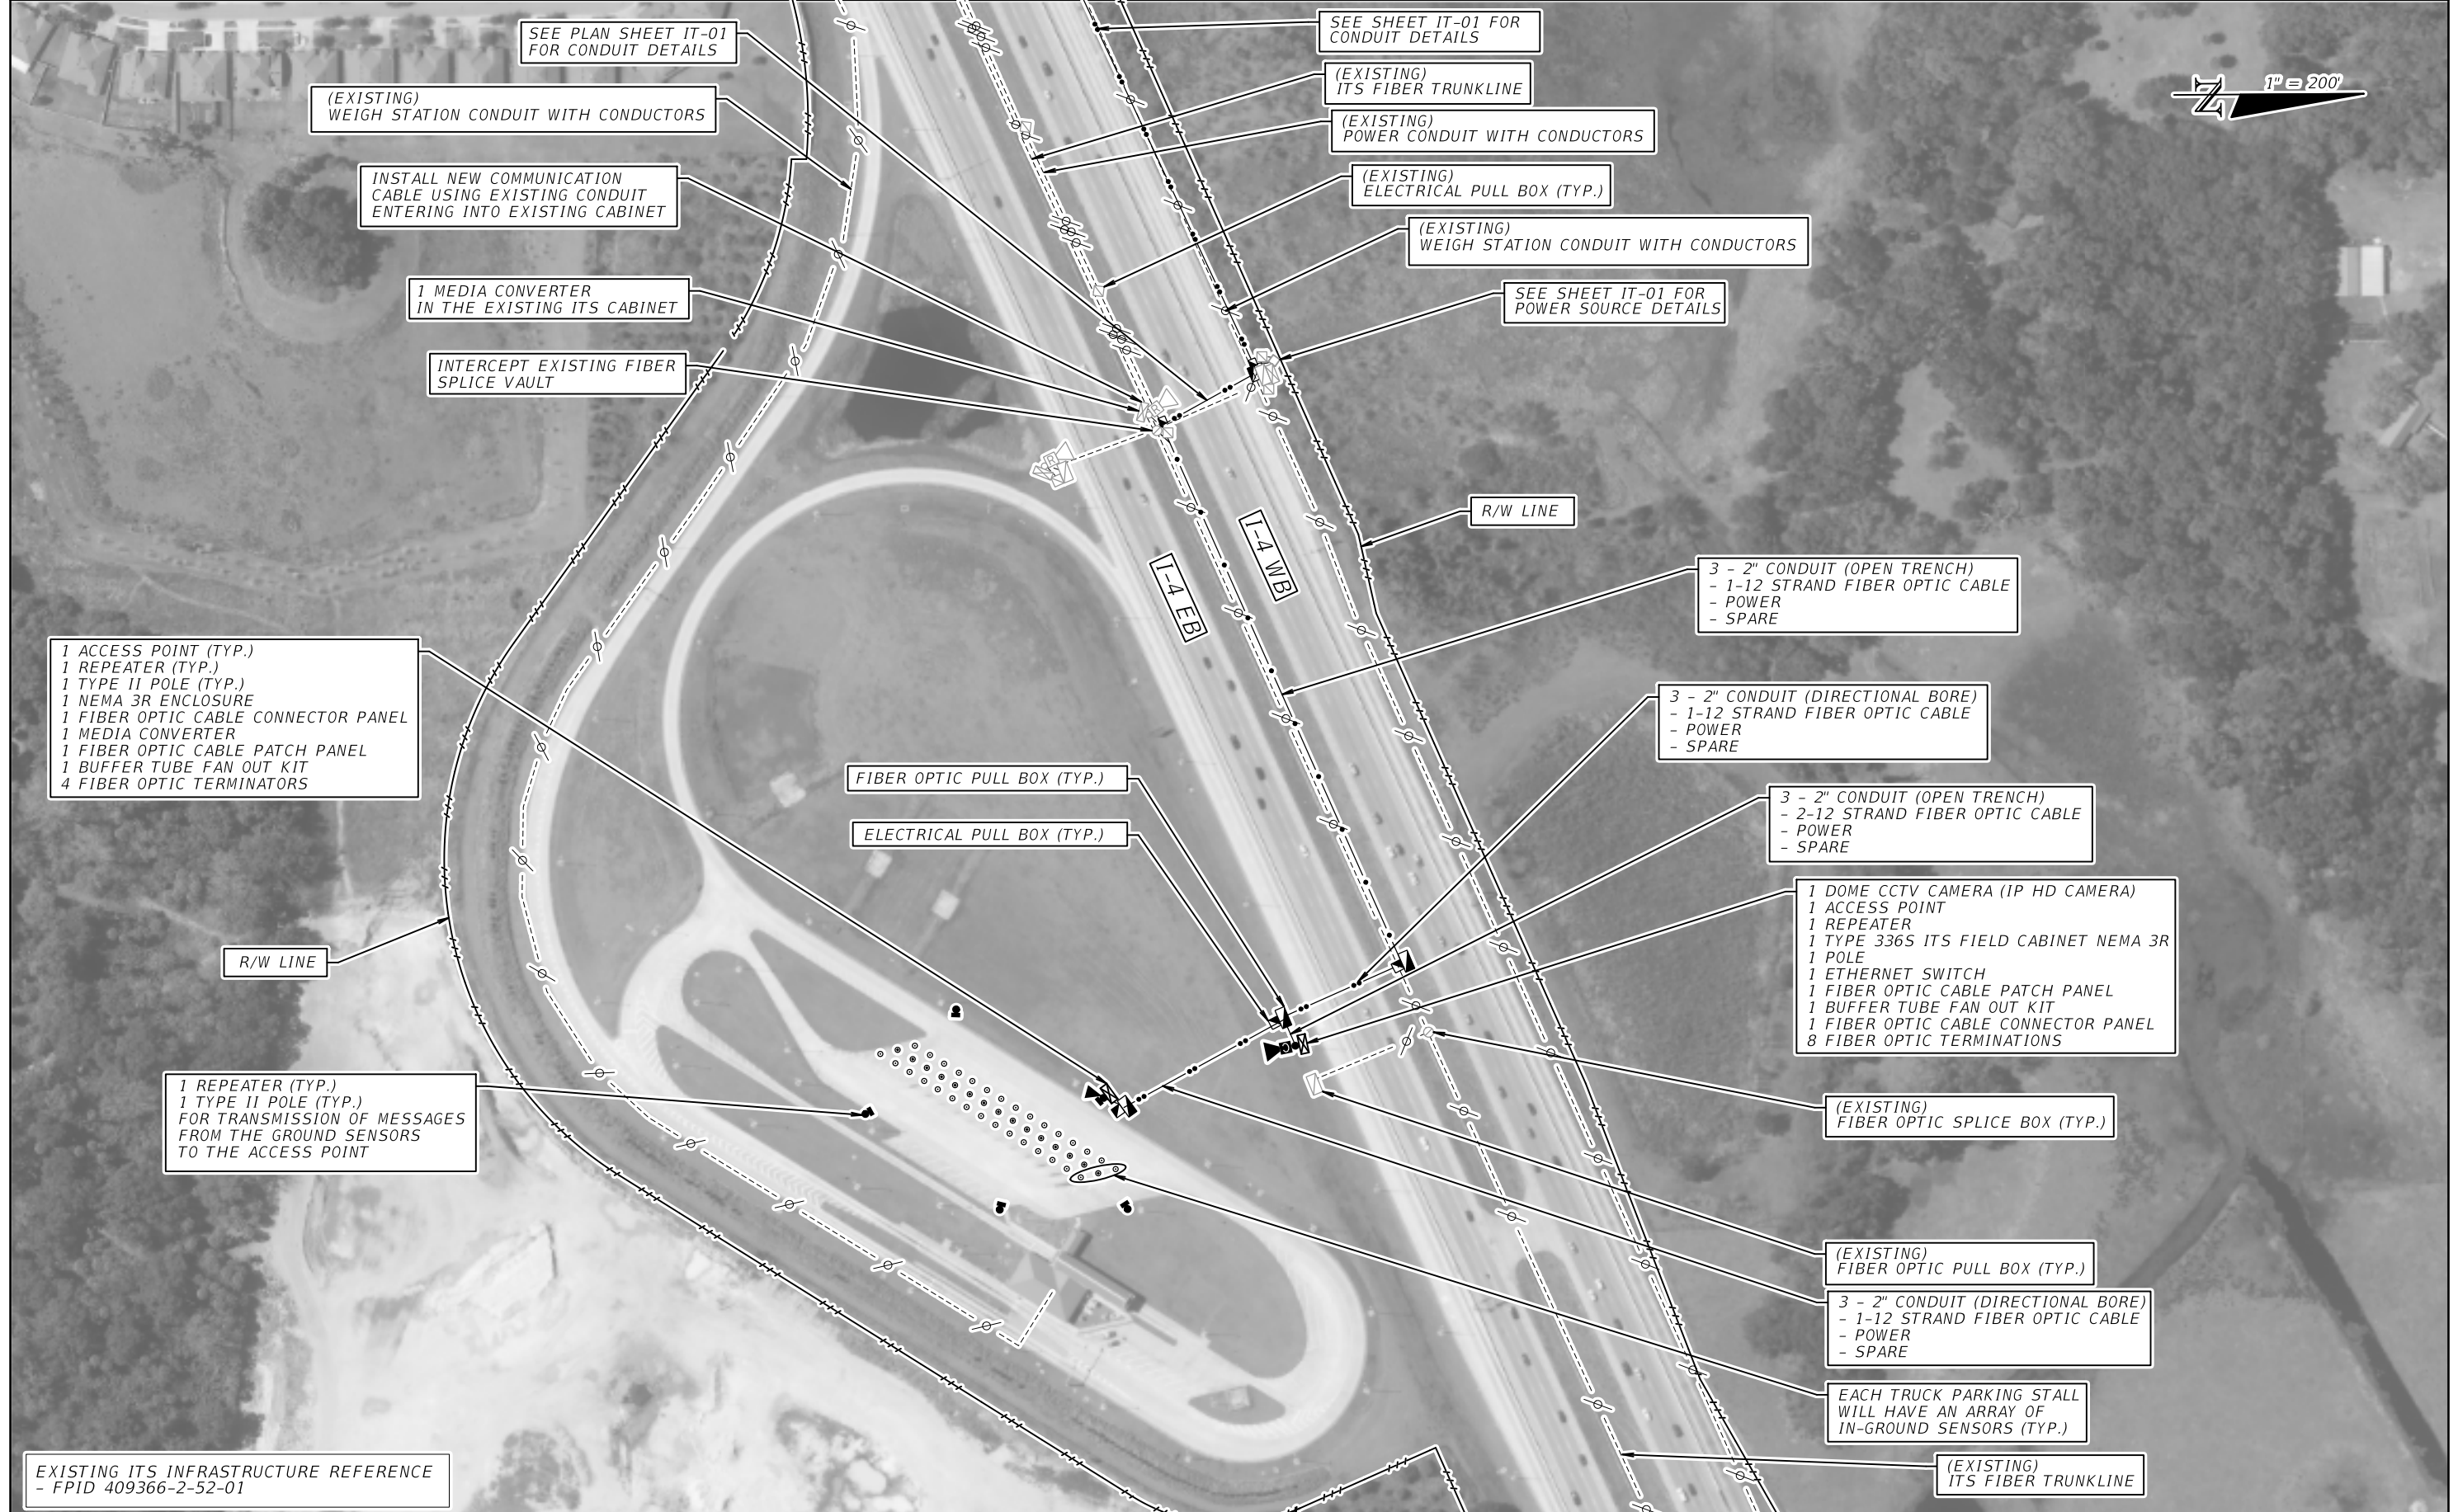 SEE PLAN SHEET IT-01
FOR CONDUIT DETAILS
(EXISTING)
WEIGH STATION CONDUIT WITH CONDUCTORS
INSTALL NEW COMMUNICATION
CABLE USING EXISTING CONDUIT
ENTERING INTO EXISTING CABINET
1 MEDIA CONVERTER
IN THE EXISTING ITS CABINET
INTERCEPT EXISTING FIBER
SPLICE VAULT
SEE SHEET IT-01 FOR
CONDUIT DETAILS
(EXISTING)
ITS FIBER TRUNKLINE
(EXISTING)
POWER CONDUIT WITH CONDUCTORS
(EXISTING)
ELECTRICAL PULL BOX (TYP.)
(EXISTING)
WEIGH STATION CONDUIT WITH CONDUCTORS
SEE SHEET IT-01 FOR
POWER SOURCE DETAILS
N
1" = 200'
R/W LINE
I-4 WB
I-4 EB
3 - 2" CONDUIT (OPEN TRENCH)
- 1-12 STRAND FIBER OPTIC CABLE
- POWER
- SPARE
3 - 2" CONDUIT (DIRECTIONAL BORE)
- 1-12 STRAND FIBER OPTIC CABLE
- POWER
- SPARE
1 ACCESS POINT (TYP.)
1 REPEATER (TYP.)
1 TYPE II POLE (TYP.)
1 NEMA 3R ENCLOSURE
1 FIBER OPTIC CABLE CONNECTOR PANEL
1 MEDIA CONVERTER
1 FIBER OPTIC CABLE PATCH PANEL
1 BUFFER TUBE FAN OUT KIT
4 FIBER OPTIC TERMINATORS
FIBER OPTIC PULL BOX (TYP.)
ELECTRICAL PULL BOX (TYP.)
3 - 2" CONDUIT (OPEN TRENCH)
- 2-12 STRAND FIBER OPTIC CABLE
- POWER
- SPARE
1 DOME CCTV CAMERA (IP HD CAMERA)
1 ACCESS POINT
1 REPEATER
1 TYPE 336S ITS FIELD CABINET NEMA 3R
1 POLE
1 ETHERNET SWITCH
1 FIBER OPTIC CABLE PATCH PANEL
1 BUFFER TUBE FAN OUT KIT
1 FIBER OPTIC CABLE CONNECTOR PANEL
8 FIBER OPTIC TERMINATIONS
R/W LINE
1 REPEATER (TYP.)
1 TYPE II POLE (TYP.)
FOR TRANSMISSION OF MESSAGES
FROM THE GROUND SENSORS
TO THE ACCESS POINT
(EXISTING)
FIBER OPTIC SPLICE BOX (TYP.)
(EXISTING)
FIBER OPTIC PULL BOX (TYP.)
3 - 2" CONDUIT (DIRECTIONAL BORE)
- 1-12 STRAND FIBER OPTIC CABLE
- POWER
- SPARE
EACH TRUCK PARKING STALL
WILL HAVE AN ARRAY OF
IN-GROUND SENSORS (TYP.)
(EXISTING)
ITS FIBER TRUNKLINE
EXISTING ITS INFRASTRUCTURE REFERENCE
- FPID 409366-2-52-01